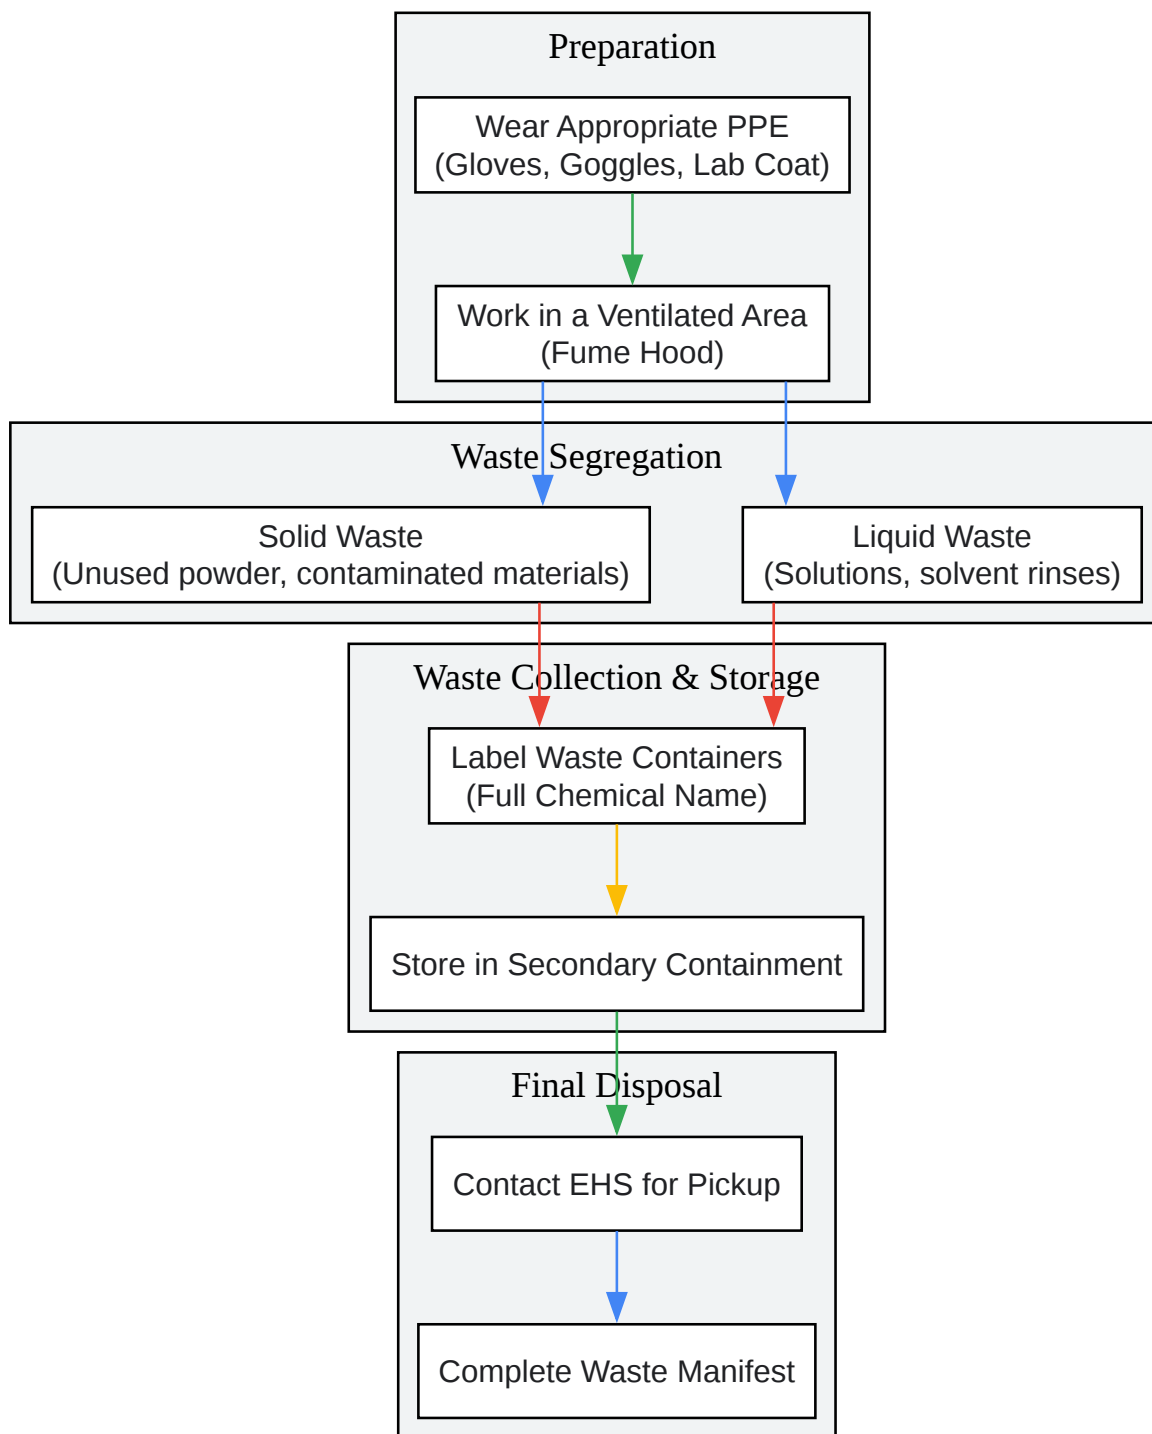 Preparation
Wear Appropriate PPE
(Gloves, Goggles, Lab Coat)
Work in a Ventilated Area
(Fume Hood)
Waste Segregation
Solid Waste
(Unused powder, contaminated materials)
Liquid Waste
(Solutions, solvent rinses)
Waste Collection & Storage
Label Waste Containers
(Full Chemical Name)
Store in Secondary Containment
Final Disposal
Contact EHS for Pickup
Complete Waste Manifest